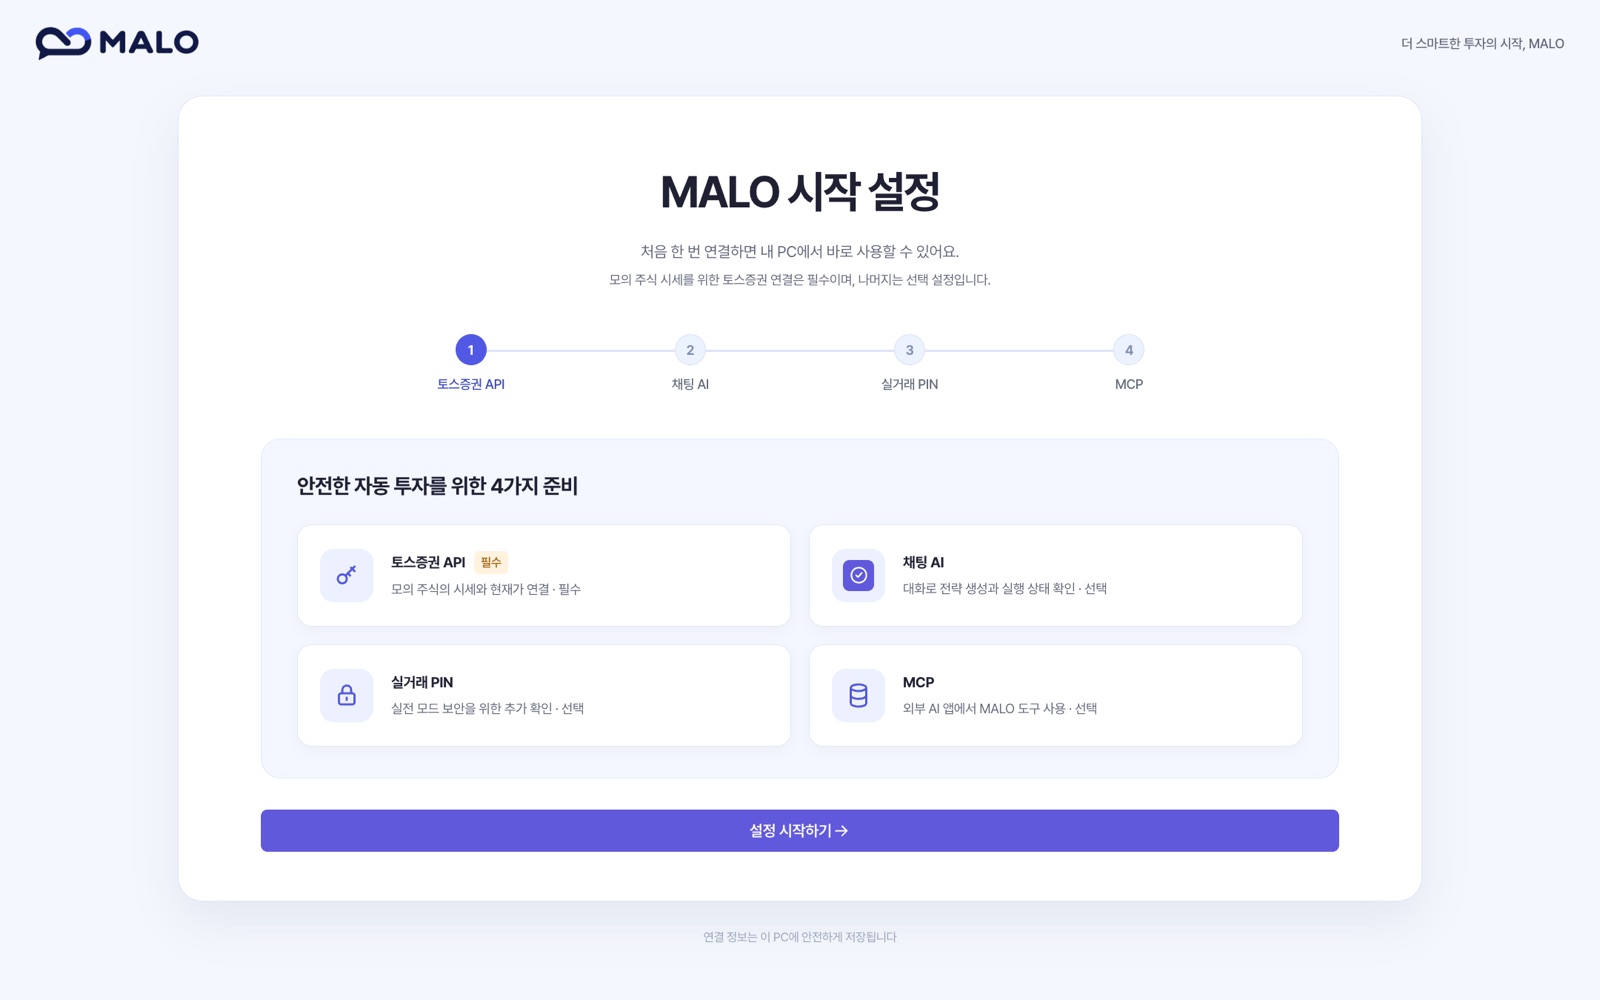 MALO
더 스마트한 투자의 시작, MALO
MALO 시작 설정
처음 한 번 연결하면 내 PC에서 바로 사용할 수 있어요.
모의 주식 시세를 위한 토스증권 연결은 필수이며, 나머지는 선택 설정입니다.
1
토스증권 API
2
채팅 AI
3
실거래 PIN
4
MCP
안전한 자동 투자를 위한 4가지 준비
토스증권 API 필수
모의 주식의 시세와 현재가 연결 · 필수
채팅 AI
대화로 전략 생성과 실행 상태 확인 · 선택
실거래 PIN
실전 모드 보안을 위한 추가 확인 · 선택
MCP
외부 AI 앱에서 MALO 도구 사용 · 선택
설정 시작하기 →
연결 정보는 이 PC에 안전하게 저장됩니다